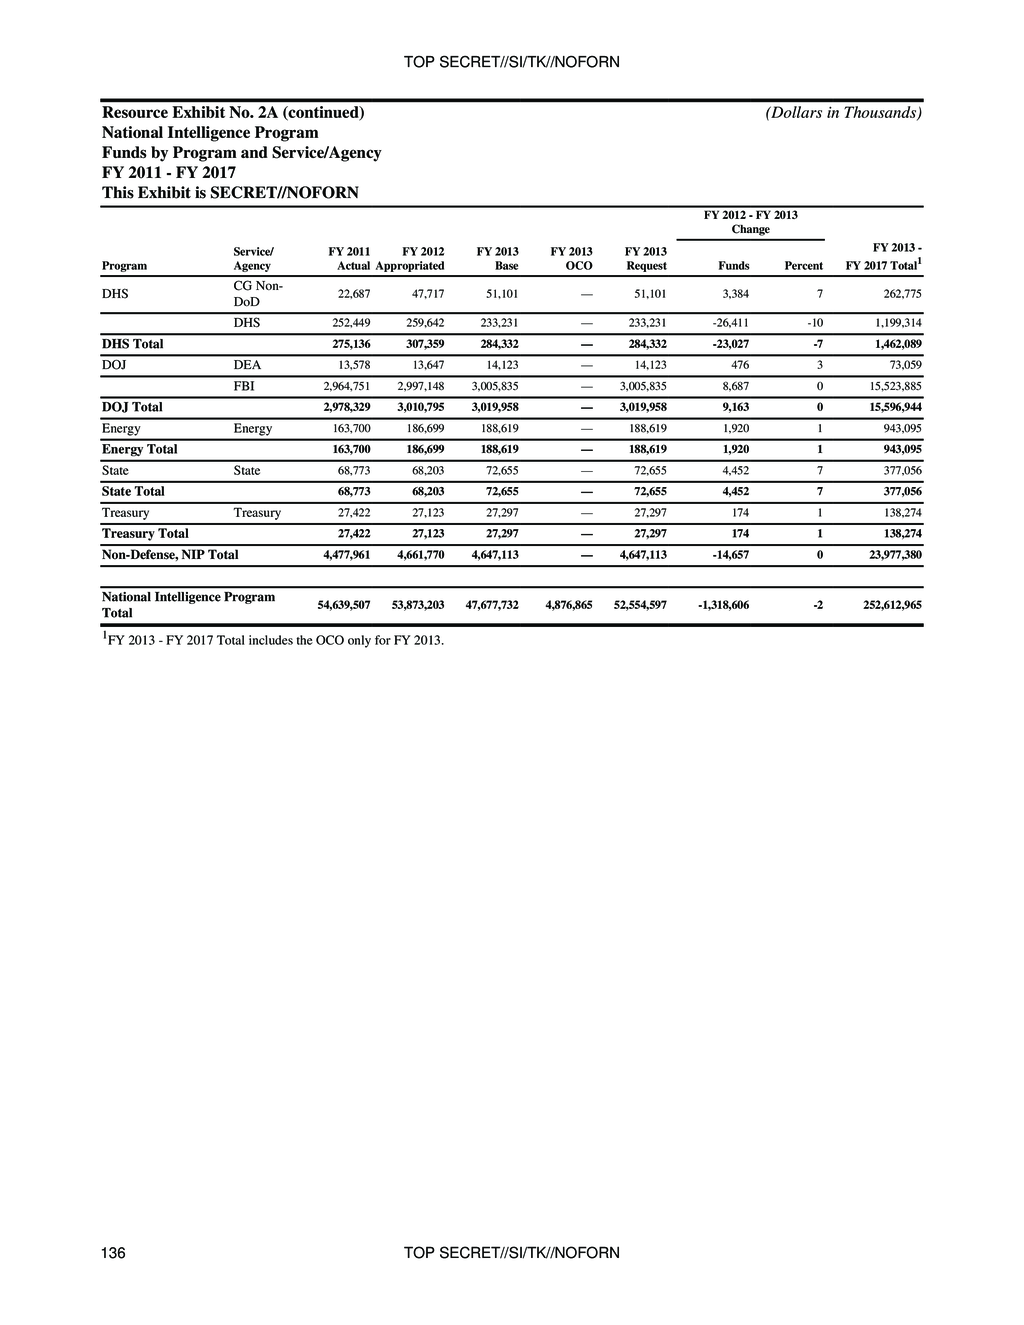 TOP SECRET//SI/TK//NOFORN
Resource Exhibit No. 2A (continued) (Dollars in Thousands)
National Intelligence Program
Funds by Program and Service/Agency
FY 2011 - FY 2017
This Exhibit is SECRET//NOFORN
FY 2012 - FY 2013
Change
Service/ FY 2011 FY 2012 FY 2013 FY 2013 FY 2013 FY 2013 -
Program Agency Actual Appropriated Base OCO Request Funds Percent FY 2017 Total1
DHS CG Non-DoD 22,687 47,717 51,101 — 51,101 3,384 7 262,775
DHS 252,449 259,642 233,231 — 233,231 -26,411 -10 1,199,314
DHS Total 275,136 307,359 284,332 — 284,332 -23,027 -7 1,462,089
DOJ DEA 13,578 13,647 14,123 — 14,123 476 3 73,059
FBI 2,964,751 2,997,148 3,005,835 — 3,005,835 8,687 0 15,523,885
DOJ Total 2,978,329 3,010,795 3,019,958 — 3,019,958 9,163 0 15,596,944
Energy Energy 163,700 186,699 188,619 — 188,619 1,920 1 943,095
Energy Total 163,700 186,699 188,619 — 188,619 1,920 1 943,095
State State 68,773 68,203 72,655 — 72,655 4,452 7 377,056
State Total 68,773 68,203 72,655 — 72,655 4,452 7 377,056
Treasury Treasury 27,422 27,123 27,297 — 27,297 174 1 138,274
Treasury Total 27,422 27,123 27,297 — 27,297 174 1 138,274
Non-Defense, NIP Total 4,477,961 4,661,770 4,647,113 — 4,647,113 -14,657 0 23,977,380
National Intelligence Program
Total 54,639,507 53,873,203 47,677,732 4,876,865 52,554,597 -1,318,606 -2 252,612,965
1FY 2013 - FY 2017 Total includes the OCO only for FY 2013.
136 TOP SECRET//SI/TK//NOFORN